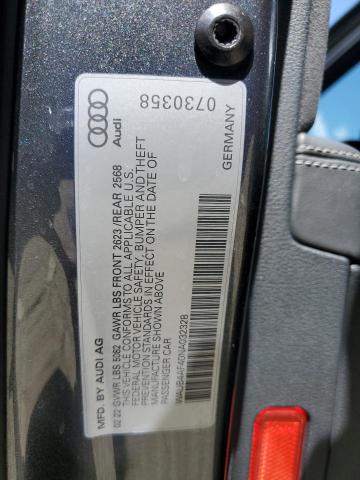 Audi
0730358
GERMANY
MFD. BY AUDI AG
02 22 GVWR LBS 5082 GAWR LBS FRONT 2623 /REAR 2568
THIS VEHICLE CONFORMS TO ALL APPLICABLE U.S.
FEDERAL MOTOR VEHICLE SAFETY, BUMPER AND THEFT
PREVENTION STANDARDS IN EFFECT ON THE DATE OF
MANUFACTURE SHOWN ABOVE
PASSENGER CAR